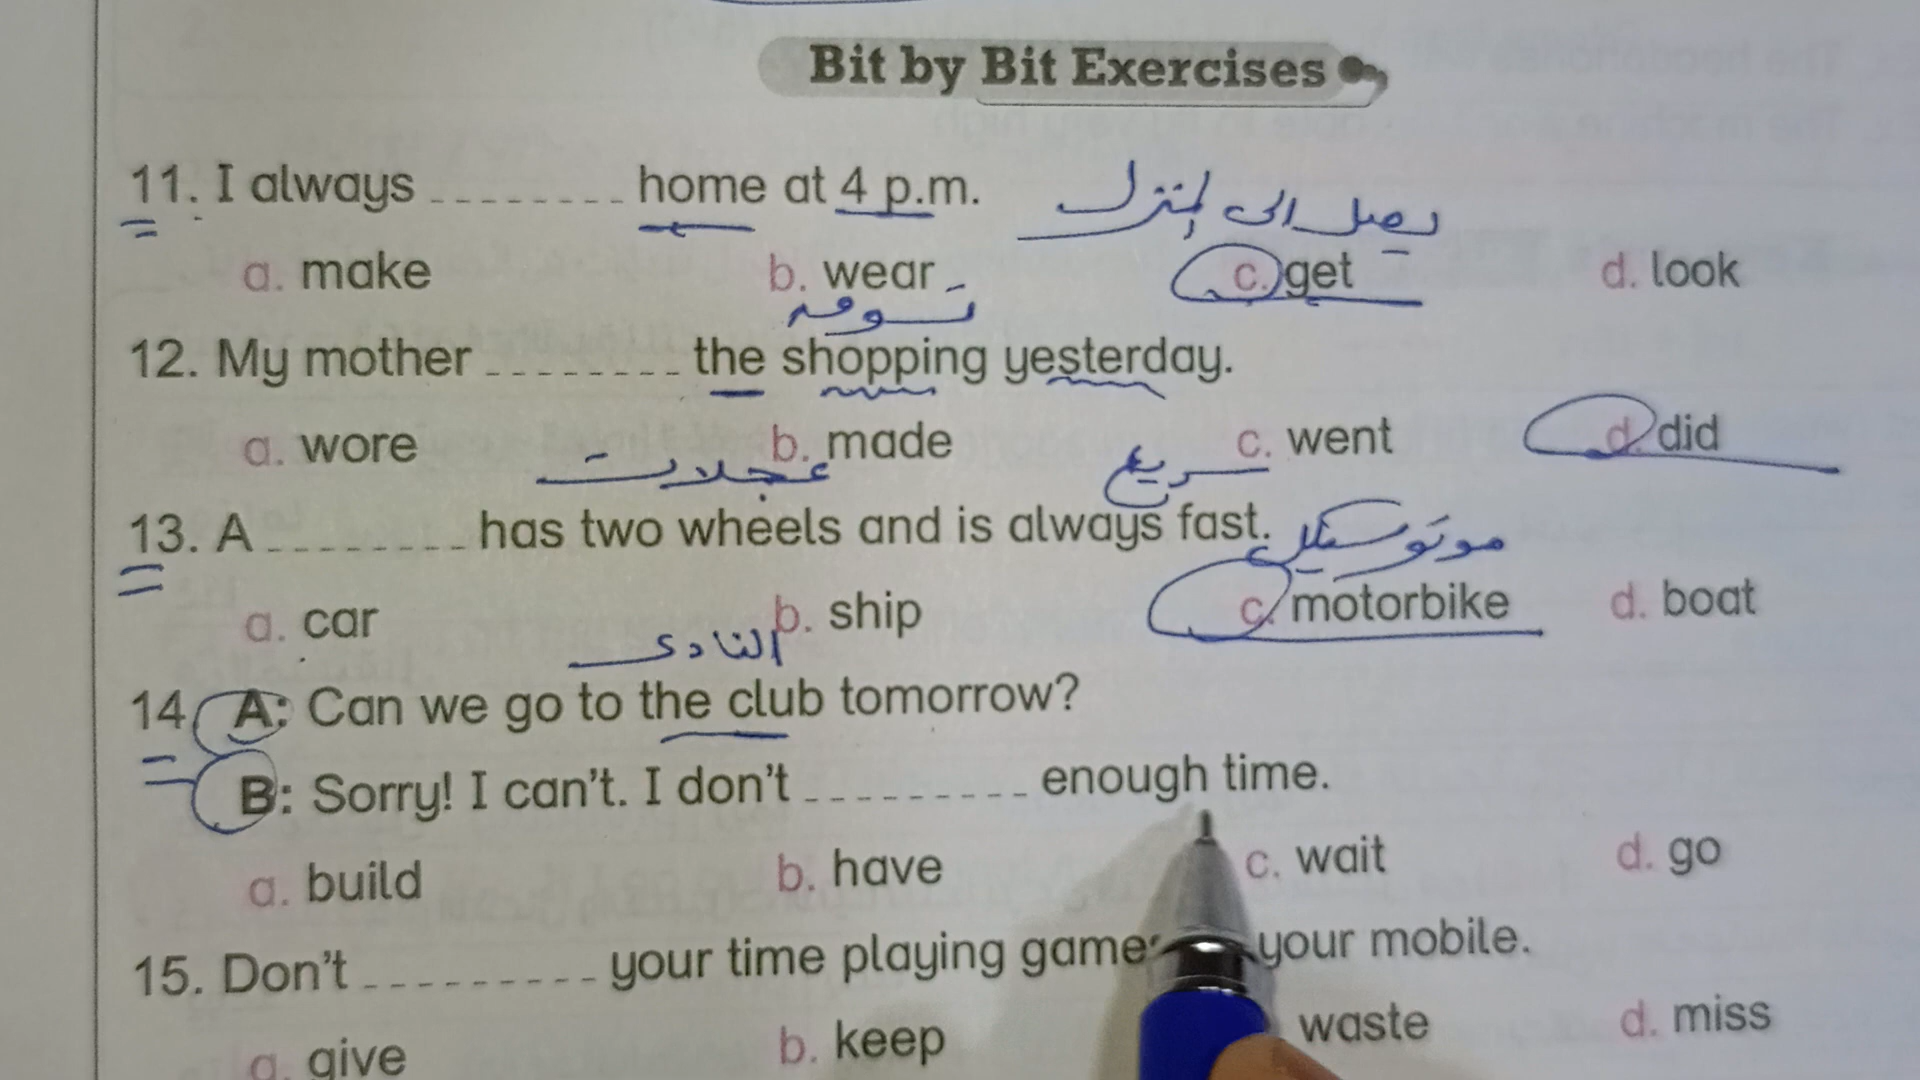 Bit by Bit Exercises
11. I always ........ home at 4 p.m. يصل الى المنزل
a. make b. wear c. get d. look
تسوق
12. My mother ........ the shopping yesterday.
a. wore b. made c. went d. did
عجلات سريع
13. A ........ has two wheels and is always fast. موتوسيكل
a. car b. ship c. motorbike d. boat
النادى
14 A: Can we go to the club tomorrow?
B: Sorry! I can't. I don't ......... enough time.
a. build b. have c. wait d. go
15. Don't ......... your time playing game your mobile.
a. give b. keep waste d. miss